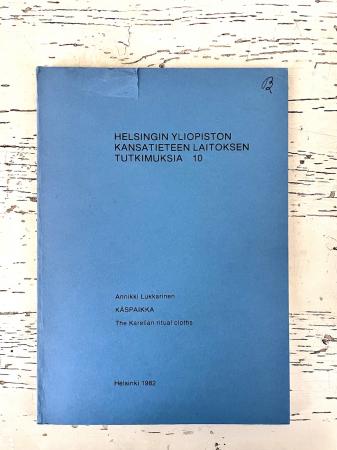 HELSINGIN YLIOPISTON
KANSATIETEEN LAITOKSEN
TUTKIMUKSIA 10
Annikki Lukkarinen
KÄSPAIKKA
The Karelian ritual cloths
Helsinki 1982